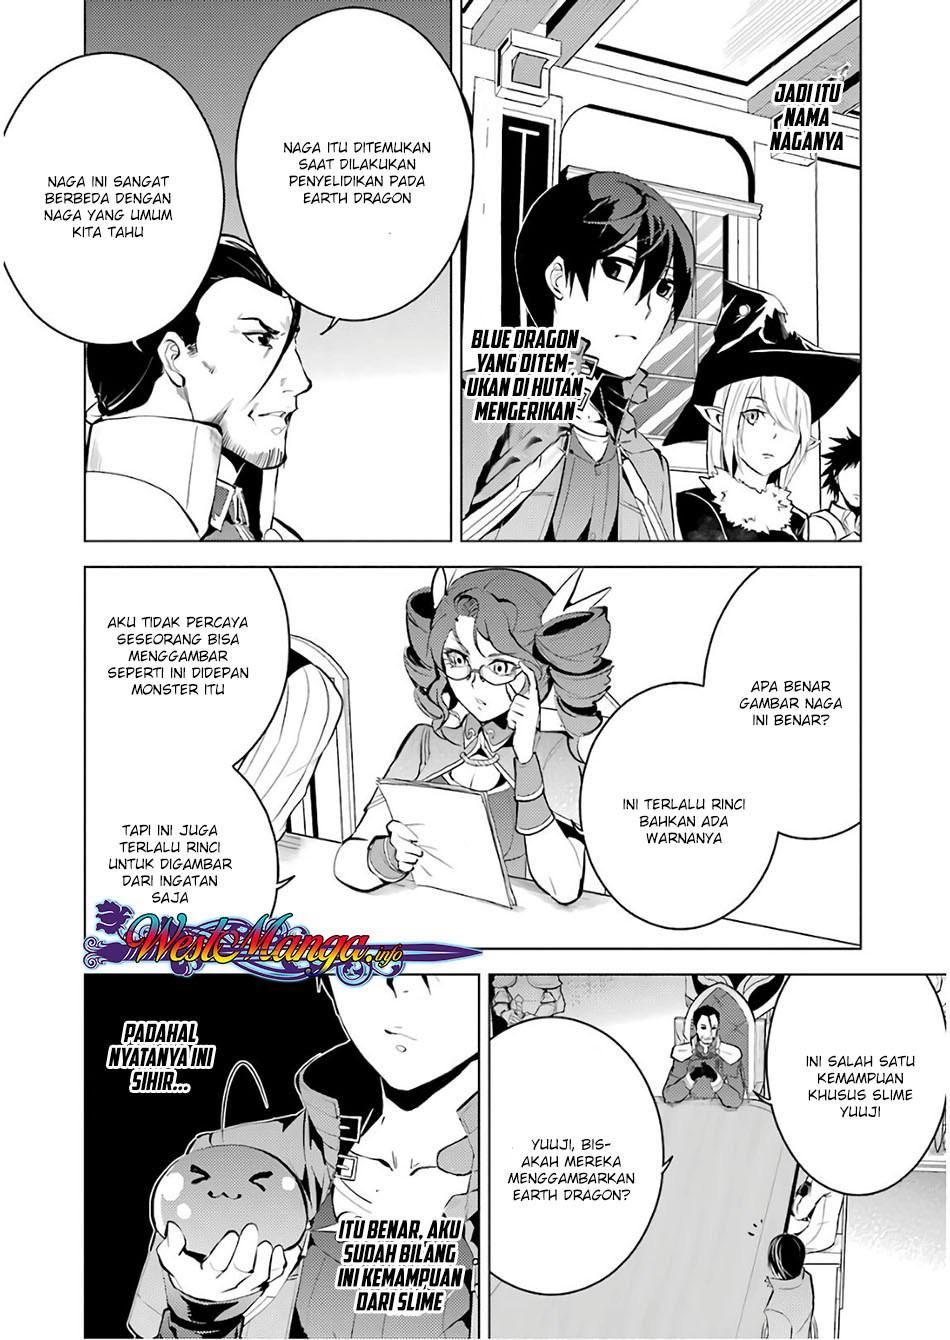 JADI ITU
NAMA
NAGANYA
BLUE DRAGON
YANG DITEM-
UKAN DI HUTAN
MENGERIKAN
NAGA ITU DITEMUKAN
SAAT DILAKUKAN
PENYELIDIKAN PADA
EARTH DRAGON
NAGA INI SANGAT
BERBEDA DENGAN
NAGA YANG UMUM
KITA TAHU
APA BENAR
GAMBAR NAGA
INI BENAR?
INI TERLALU RINCI
BAHKAN ADA
WARNANYA
AKU TIDAK PERCAYA
SESEORANG BISA
MENGGAMBAR
SEPERTI INI DIDEPAN
MONSTER ITU
TAPI INI JUGA
TERLALU RINCI
UNTUK DIGAMBAR
DARI INGATAN
SAJA
WestManga.info
INI SALAH SATU
KEMAMPUAN
KHUSUS SLIME
YUUJI
YUUJI, BIS-
AKAH MEREKA
MENGGAMBARKAN
EARTH DRAGON?
PADAHAL
NYATANYA INI
SIHIR...
ITU BENAR, AKU
SUDAH BILANG
INI KEMAMPUAN
DARI SLIME